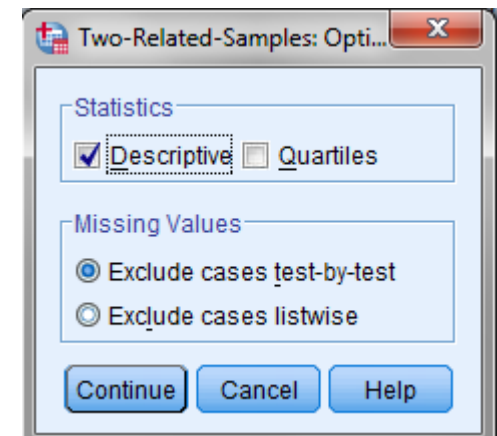 Two-Related-Samples: Opti...
Statistics
Descriptive Quartiles
Missing Values
Exclude cases test-by-test
Exclude cases listwise
Continue Cancel Help